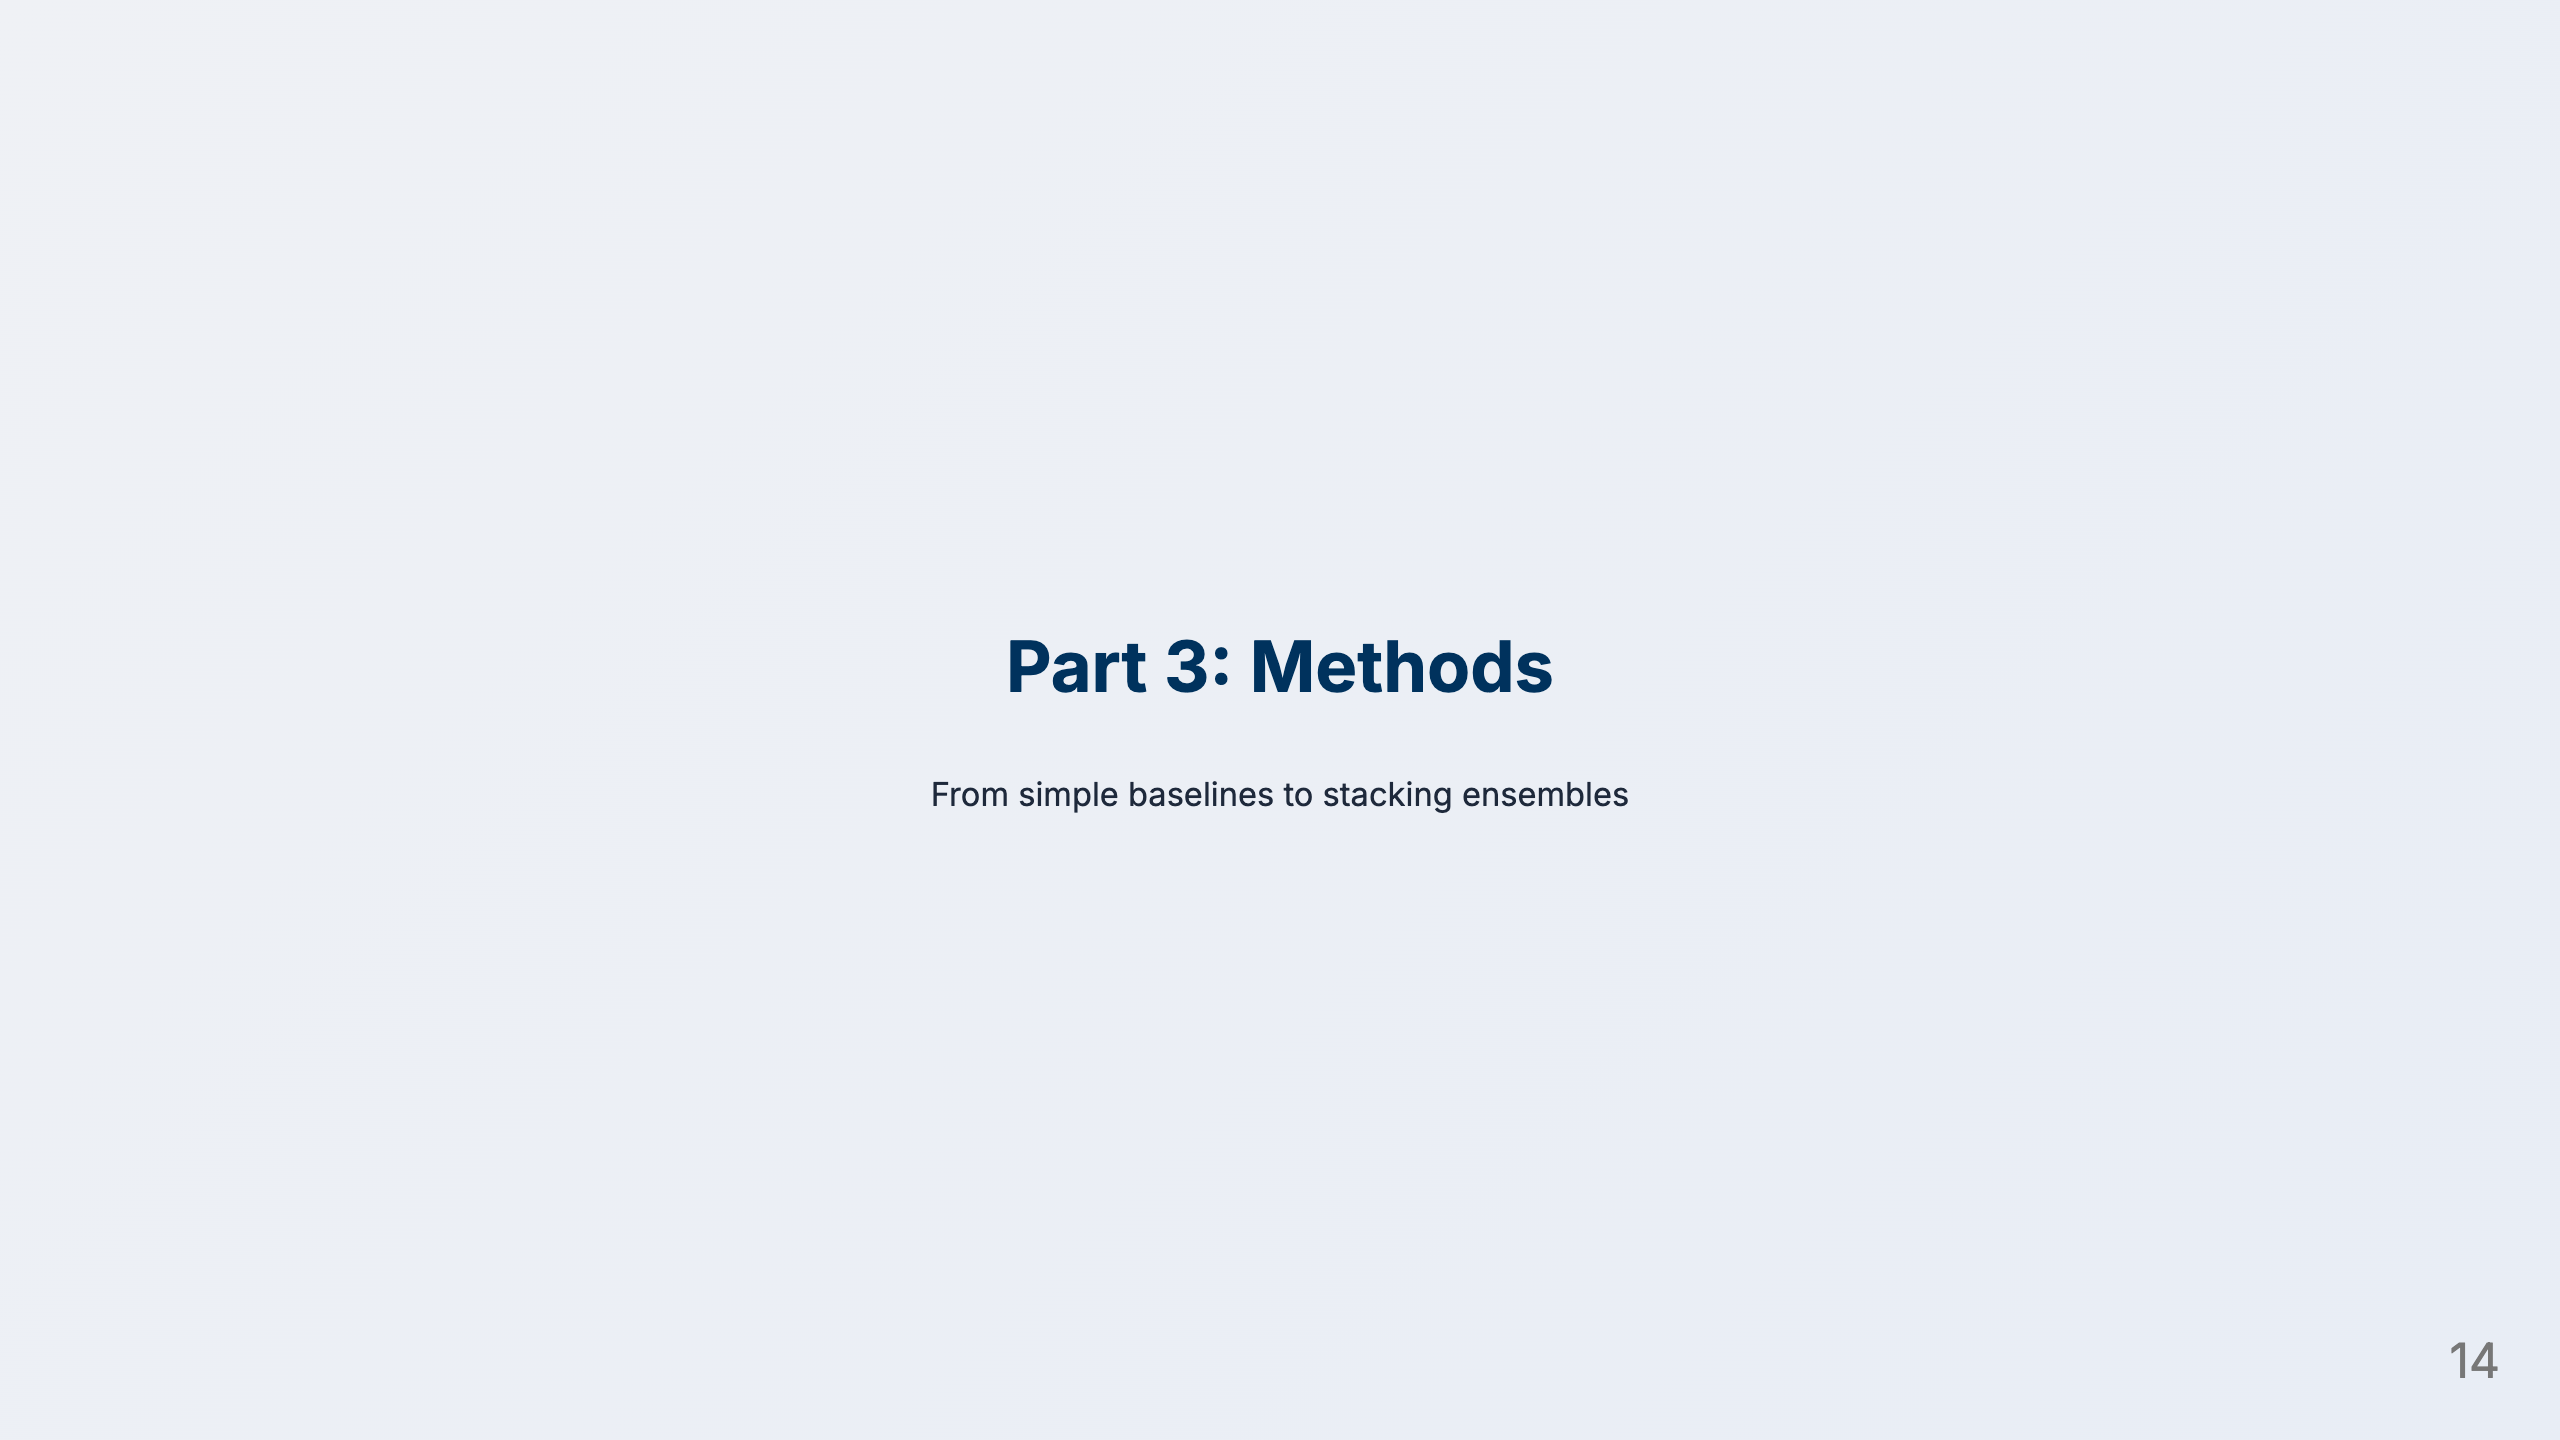 Part 3: Methods
From simple baselines to stacking ensembles
14